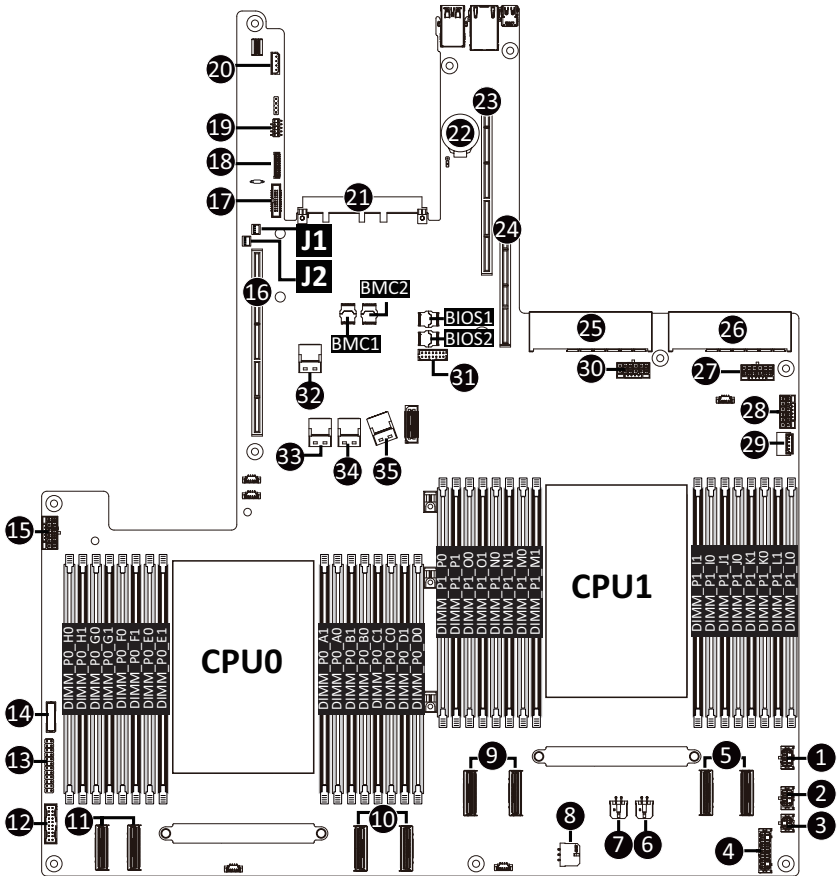 20
23
22
19
18
17
21
24
J1
J2
16
BMC2
BIOS1
BMC1
BIOS2
25
26
30
31
27
32
28
33
34
35
29
15
DIMM_P1_P0
DIMM_P1_P1
DIMM_P1_O0
DIMM_P1_O1
DIMM_P1_N0
DIMM_P1_N1
DIMM_P1_M0
DIMM_P1_M1
CPU1
DIMM_P1_I1
DIMM_P1_I0
DIMM_P1_J1
DIMM_P1_J0
DIMM_P1_K1
DIMM_P1_K0
DIMM_P1_L1
DIMM_P1_L0
DIMM_P0_H0
DIMM_P0_H1
DIMM_P0_G0
DIMM_P0_G1
DIMM_P0_F0
DIMM_P0_F1
DIMM_P0_E0
DIMM_P0_E1
CPU0
DIMM_P0_A1
DIMM_P0_A0
DIMM_P0_B1
DIMM_P0_B0
DIMM_P0_C1
DIMM_P0_C0
DIMM_P0_D1
DIMM_P0_D0
14
13
9
5
1
2
12
11
10
8
7
6
3
4